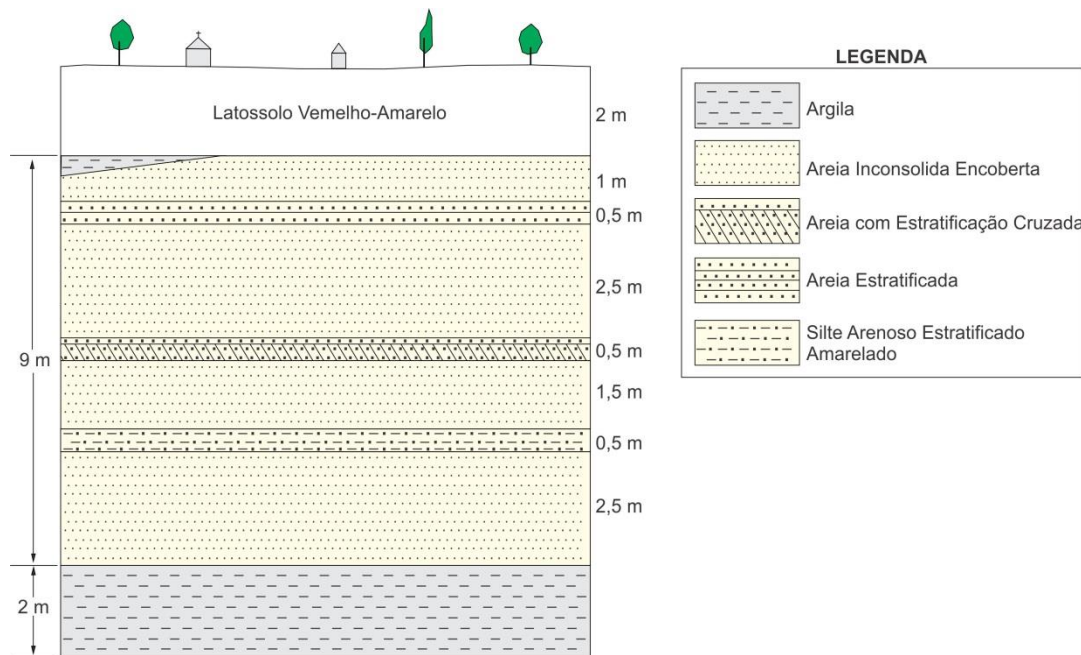 Latossolo Vemelho-Amarelo
2 m
1 m
0,5 m
2,5 m
0,5 m
1,5 m
0,5 m
2,5 m
9 m
2 m
LEGENDA
Argila
Areia Inconsolida Encoberta
Areia com Estratificação Cruzada
Areia Estratificada
Silte Arenoso Estratificado
Amarelado